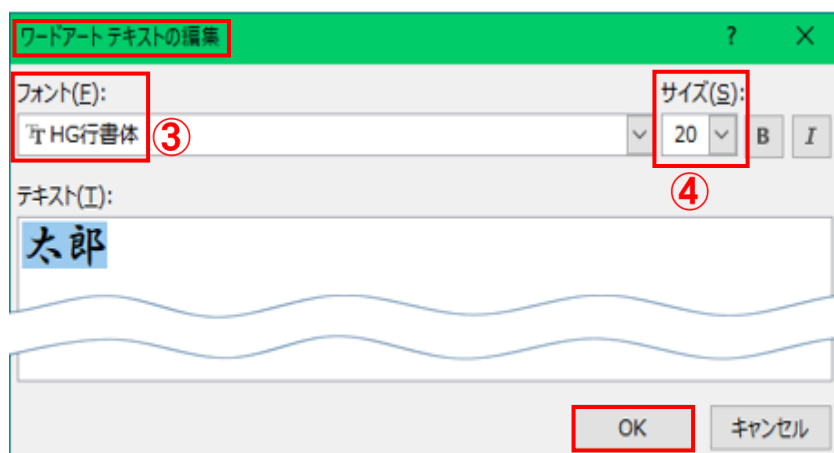 ワードアート テキストの編集 ? ×
フォント(F): サイズ(S):
HG行書体 ③ 20 B I
④
テキスト(T):
太郎
OK キャンセル